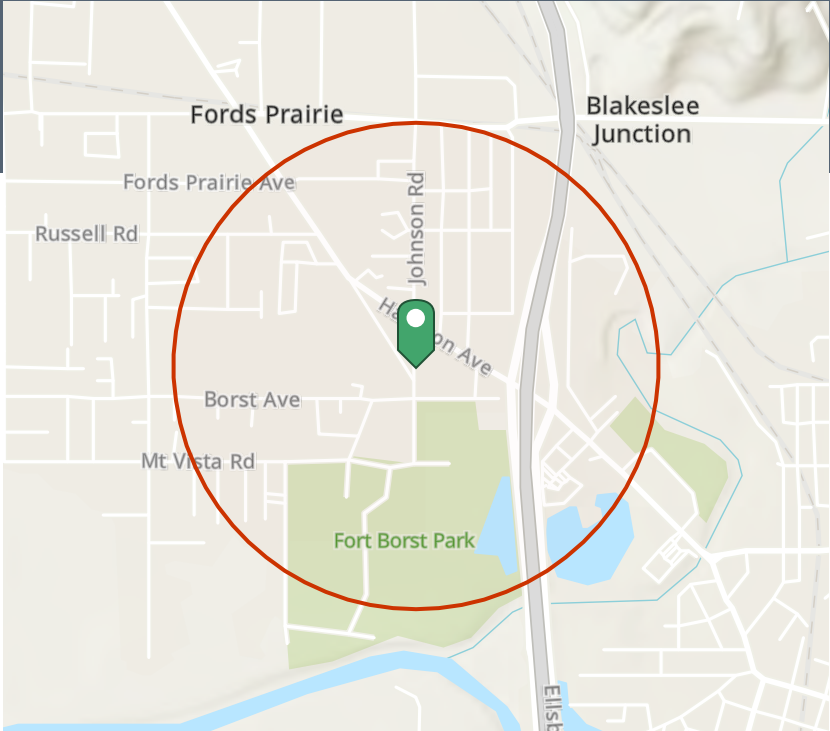 Fords Prairie
Blakeslee
Junction
Fords Prairie Ave
Johnson Rd
Russell Rd
Ave
Borst Ave
Mt Vista Rd
Fort Borst Park